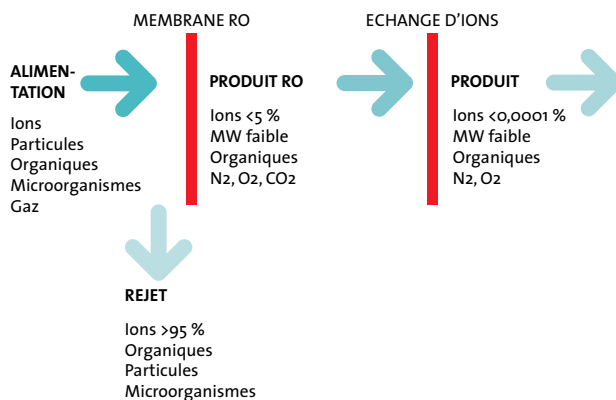 MEMBRANE RO
ECHANGE D'IONS
ALIMEN-
TATION
Ions
Particules
Organiques
Microorganismes
Gaz
PRODUIT RO
Ions <5 %
MW faible
Organiques
N2, O2, CO2
PRODUIT
Ions <0,0001 %
MW faible
Organiques
N2, O2
REJET
Ions >95 %
Organiques
Particules
Microorganismes